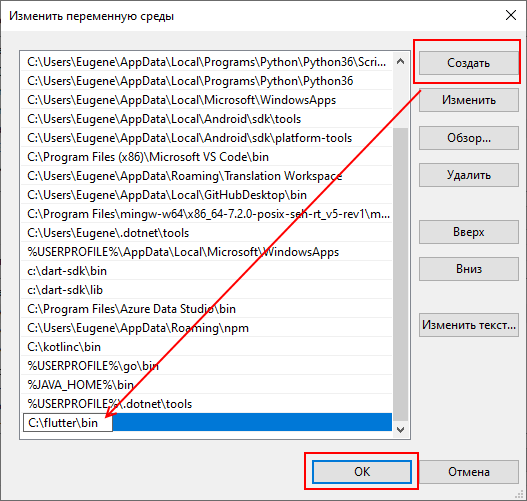 Изменить переменную среды
C:\Users\Eugene\AppData\Local\Programs\Python\Python36\Scri...
C:\Users\Eugene\AppData\Local\Programs\Python\Python36
C:\Users\Eugene\AppData\Local\Microsoft\WindowsApps
C:\Users\Eugene\AppData\Local\Android\sdk\tools
C:\Users\Eugene\AppData\Local\Android\sdk\platform-tools
C:\Program Files (x86)\Microsoft VS Code\bin
C:\Users\Eugene\AppData\Roaming\Translation Workspace
C:\Users\Eugene\AppData\Local\GitHubDesktop\bin
C:\Program Files\mingw-w64\x86_64-7.2.0-posix-seh-rt_v5-rev1\m...
C:\Users\Eugene\.dotnet\tools
%USERPROFILE%\AppData\Local\Microsoft\WindowsApps
c:\dart-sdk\bin
c:\dart-sdk\lib
C:\Program Files\Azure Data Studio\bin
C:\Users\Eugene\AppData\Roaming\npm
C:\kotlinc\bin
%USERPROFILE%\go\bin
%JAVA_HOME%\bin
%USERPROFILE%\.dotnet\tools
C:\flutter\bin
Создать
Изменить
Обзор...
Удалить
Вверх
Вниз
Изменить текст...
ОК
Отмена